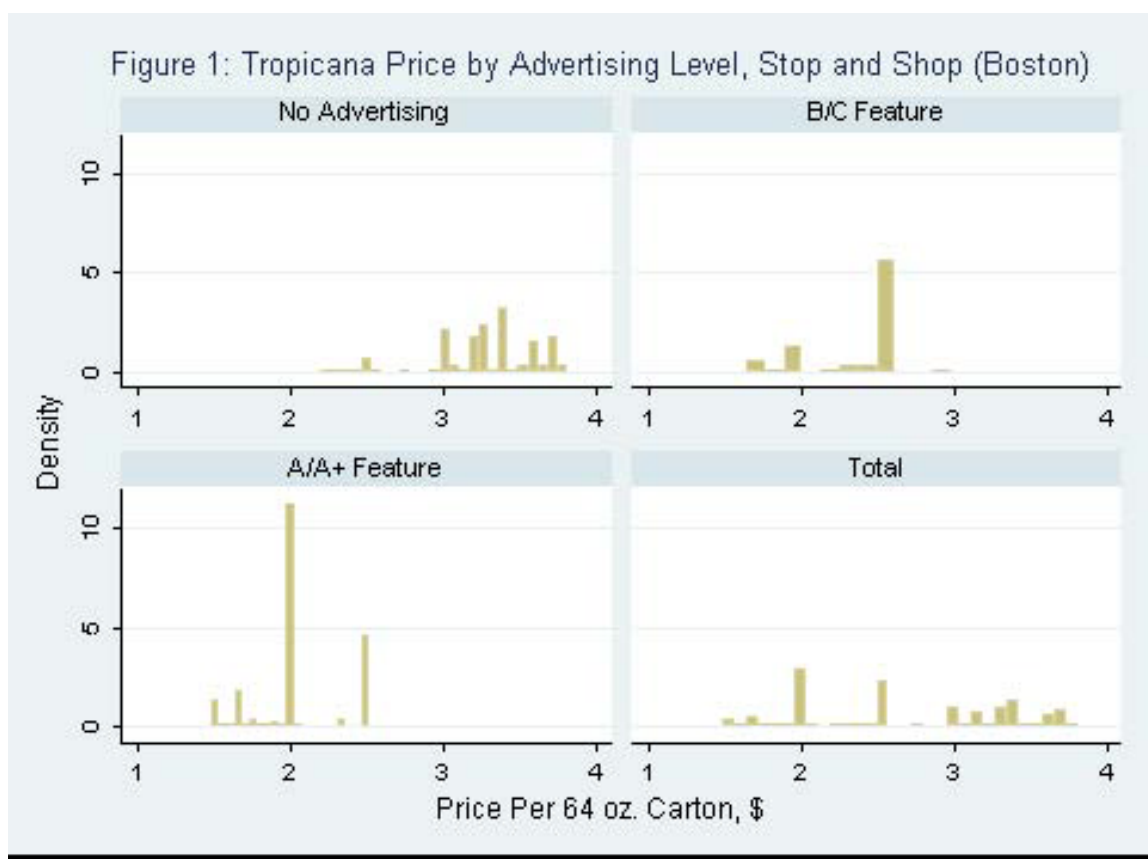 Figure 1: Tropicana Price by Advertising Level, Stop and Shop (Boston)
No Advertising
B/C Feature
10
5
0
1 2 3 4
1 2 3 4
Density
A/A+ Feature
Total
10
5
0
1 2 3 4
1 2 3 4
Price Per 64 oz. Carton, $